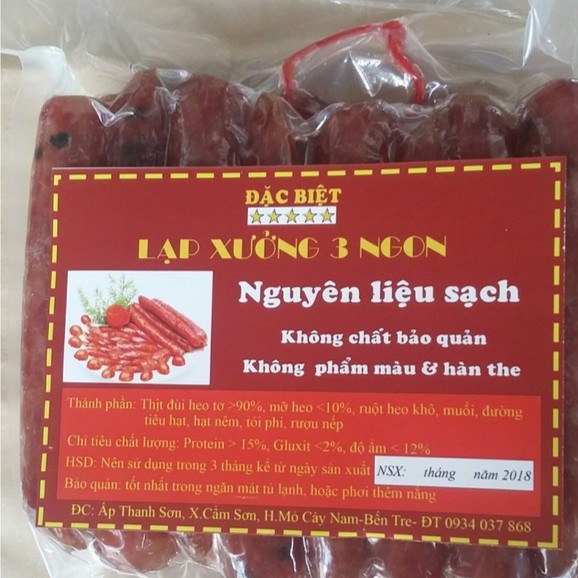 ĐẶC BIỆT
LẠP XƯỞNG 3 NGON
Nguyên liệu sạch
Không chất bảo quản
Không phẩm màu & hàn the
Thành phần: Thịt đùi heo tơ >90%, mỡ heo <10%, ruột heo khô, muối, đường
tiêu hạt, hạt nêm, tỏi phi, rượu nếp
Chỉ tiêu chất lượng: Protein > 15%, Gluxit <2%, độ ẩm < 12%
HSD: Nên sử dụng trong 3 tháng kể từ ngày sản xuất NSX: tháng năm 2018
Bảo quản: tốt nhất trong ngăn mát tủ lạnh, hoặc phơi thêm nắng
ĐC: Ấp Thanh Sơn, X.Cẩm Sơn, H.Mỏ Cày Nam-Bến Tre- ĐT 0934 037 868